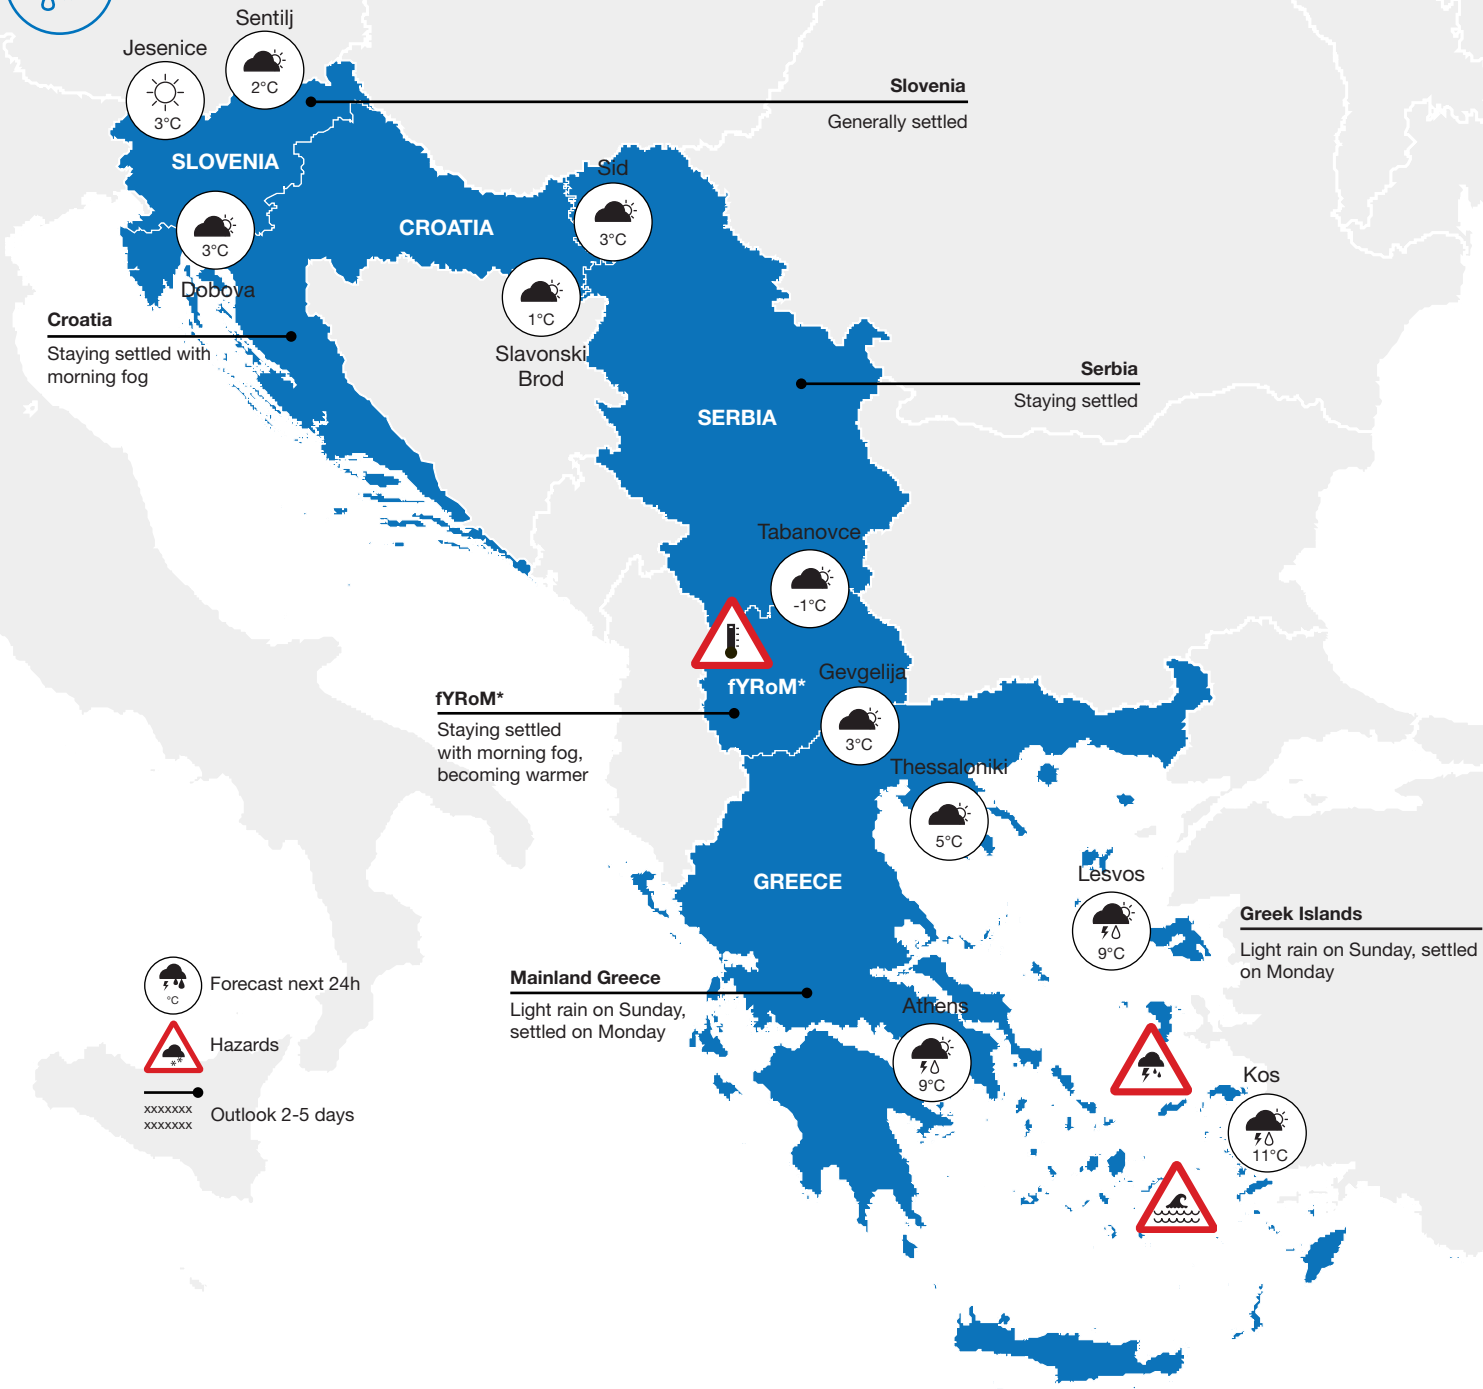 Sentilj
2°C
Jesenice
3°C
Slovenia
Generally settled
SLOVENIA
Sid
3°C
CROATIA
3°C
Dobova
1°C
Slavonski
Brod
Croatia
Staying settled with
morning fog
Serbia
Staying settled
SERBIA
Tabanovce
-1°C
Gevgelija
3°C
fYRoM*
fYRoM*
Staying settled
with morning fog,
becoming warmer
Thessaloniki
5°C
GREECE
Lesvos
9°C
Greek Islands
Light rain on Sunday, settled
on Monday
Mainland Greece
Light rain on Sunday,
settled on Monday
Athens
9°C
Kos
11°C
°C
Forecast next 24h
Hazards
xxxxxxx
xxxxxxx
Outlook 2-5 days